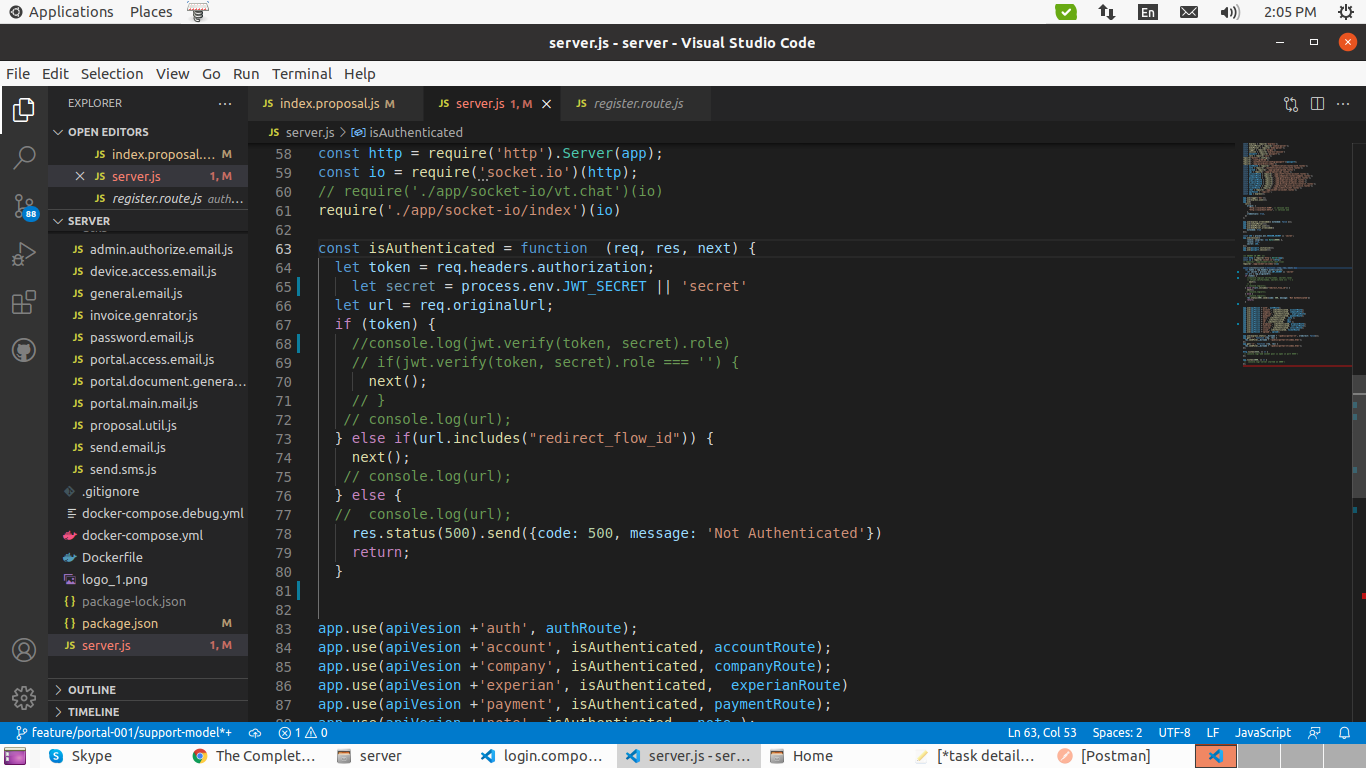 Applications Places En 2:05 PM
server.js - server - Visual Studio Code
File Edit Selection View Go Run Terminal Help
EXPLORER
OPEN EDITORS
JS index.proposal.... M
JS server.js 1, M
JS register.route.js auth...
88
SERVER
JS admin.authorize.email.js
JS device.access.email.js
JS general.email.js
JS invoice.genrator.js
JS password.email.js
JS portal.access.email.js
JS portal.document.genera...
JS portal.main.mail.js
JS proposal.util.js
JS send.email.js
JS send.sms.js
.gitignore
docker-compose.debug.yml
docker-compose.yml
Dockerfile
logo_1.png
{} package-lock.json
{} package.json M
JS server.js 1, M
OUTLINE
TIMELINE
JS index.proposal.js M JS server.js 1, M JS register.route.js
JS server.js > isAuthenticated
58 const http = require('http').Server(app);
59 const io = require('socket.io')(http);
60 // require('./app/socket-io/vt.chat')(io)
61 require('./app/socket-io/index')(io)
62
63 const isAuthenticated = function  (req, res, next) {
64 let token = req.headers.authorization;
65 let secret = process.env.JWT_SECRET || 'secret'
66 let url = req.originalUrl;
67 if (token) {
68 //console.log(jwt.verify(token, secret).role)
69 // if(jwt.verify(token, secret).role === '') {
70 next();
71 // }
72 // console.log(url);
73 } else if(url.includes("redirect_flow_id")) {
74 next();
75 // console.log(url);
76 } else {
77 //  console.log(url);
78 res.status(500).send({code: 500, message: 'Not Authenticated'})
79 return;
80 }
81
82
83 app.use(apiVesion +'auth', authRoute);
84 app.use(apiVesion +'account', isAuthenticated, accountRoute);
85 app.use(apiVesion +'company', isAuthenticated, companyRoute);
86 app.use(apiVesion +'experian', isAuthenticated,  experianRoute)
87 app.use(apiVesion +'payment', isAuthenticated, paymentRoute);
feature/portal-001/support-model*+ 1 0 Ln 63, Col 53 Spaces: 2 UTF-8 LF JavaScript
Skype The Complet... server login.compo... server.js - ser... Home [*task detail... [Postman]